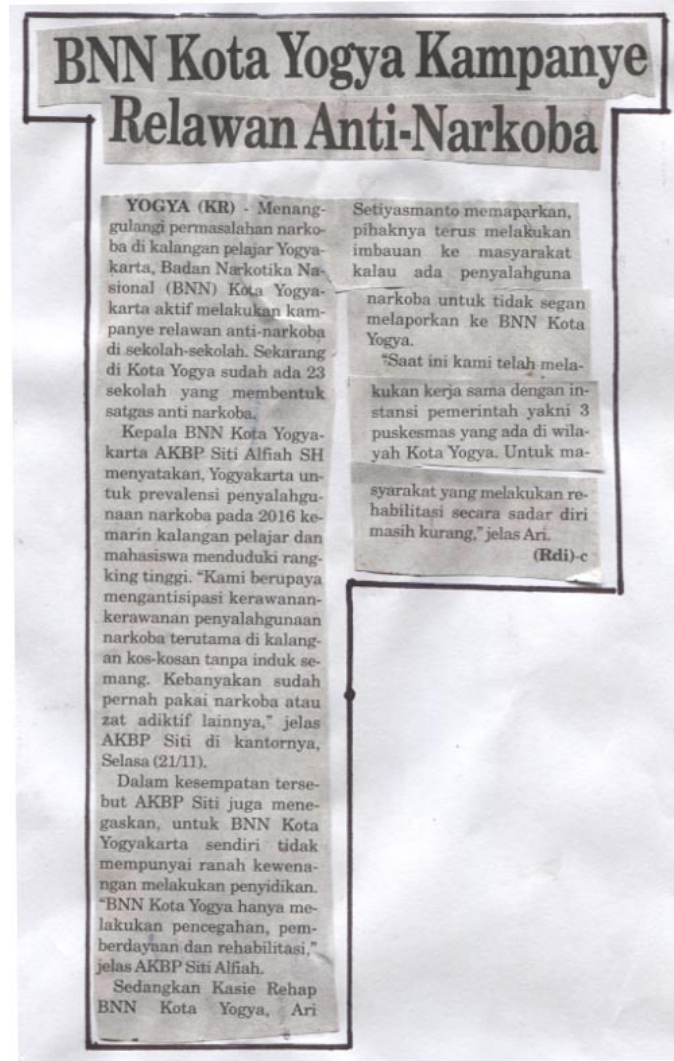 BNN Kota Yogya Kampanye
Relawan Anti-Narkoba
YOGYA (KR) - Menang-
gulangi permasalahan narko-
ba di kalangan pelajar Yogya-
karta, Badan Narkotika Na-
sional (BNN) Kota Yogya-
karta aktif melakukan kam-
panye relawan anti-narkoba
di sekolah-sekolah. Sekarang
di Kota Yogya sudah ada 23
sekolah yang membentuk
satgas anti narkoba.
Kepala BNN Kota Yogya-
karta AKBP Siti Alfiah SH
menyatakan, Yogyakarta un-
tuk prevalensi penyalahgu-
naan narkoba pada 2016 ke-
marin kalangan pelajar dan
mahasiswa menduduki rang-
king tinggi. "Kami berupaya
mengantisipasi kerawanan-
kerawanan penyalahgunaan
narkoba terutama di kalang-
an kos-kosan tanpa induk se-
mang. Kebanyakan sudah
pernah pakai narkoba atau
zat adiktif lainnya," jelas
AKBP Siti di kantornya,
Selasa (21/11).
Dalam kesempatan terse-
but AKBP Siti juga mene-
gaskan, untuk BNN Kota
Yogyakarta sendiri tidak
mempunyai ranah kewena-
ngan melakukan penyidikan.
"BNN Kota Yogya hanya me-
lakukan pencegahan, pem-
berdayaan dan rehabilitasi,"
jelas AKBP Siti Alfiah.
Sedangkan Kasie Rehap
BNN Kota Yogya, Ari
Setiyasmanto memaparkan,
pihaknya terus melakukan
imbauan ke masyarakat
kalau ada penyalahguna
narkoba untuk tidak segan
melaporkan ke BNN Kota
Yogya.
"Saat ini kami telah mela-
kukan kerja sama dengan in-
stansi pemerintah yakni 3
puskesmas yang ada di wila-
yah Kota Yogya. Untuk ma-
syarakat yang melakukan re-
habilitasi secara sadar diri
masih kurang," jelas Ari.
(Rdi)-c